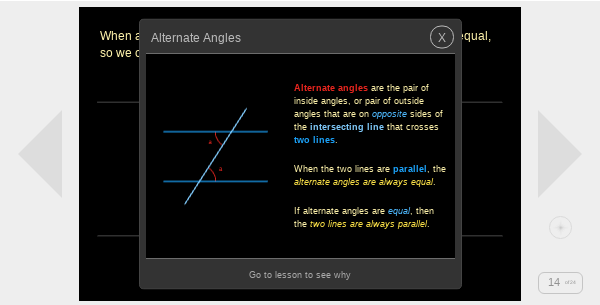 When a
equal,
so we c
Alternate Angles
X
Alternate angles are the pair of
inside angles, or pair of outside
angles that are on opposite sides of
the intersecting line that crosses
two lines.
When the two lines are parallel, the
alternate angles are always equal.
If alternate angles are equal, then
the two lines are always parallel.
Go to lesson to see why
14